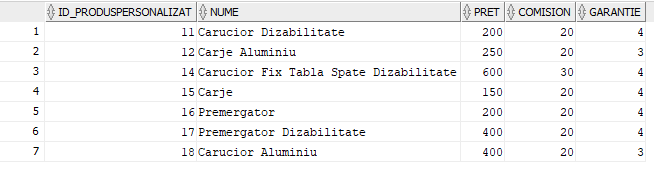 ID_PRODUSPERSONALIZAT NUME PRET COMISION GARANTIE
1 11 Carucior Dizabilitate 200 20 4
2 12 Carje Aluminiu 250 20 3
3 14 Carucior Fix Tabla Spate Dizabilitate 600 30 4
4 15 Carje 150 20 4
5 16 Premergator 200 20 4
6 17 Premergator Dizabilitate 400 20 4
7 18 Carucior Aluminiu 400 20 3